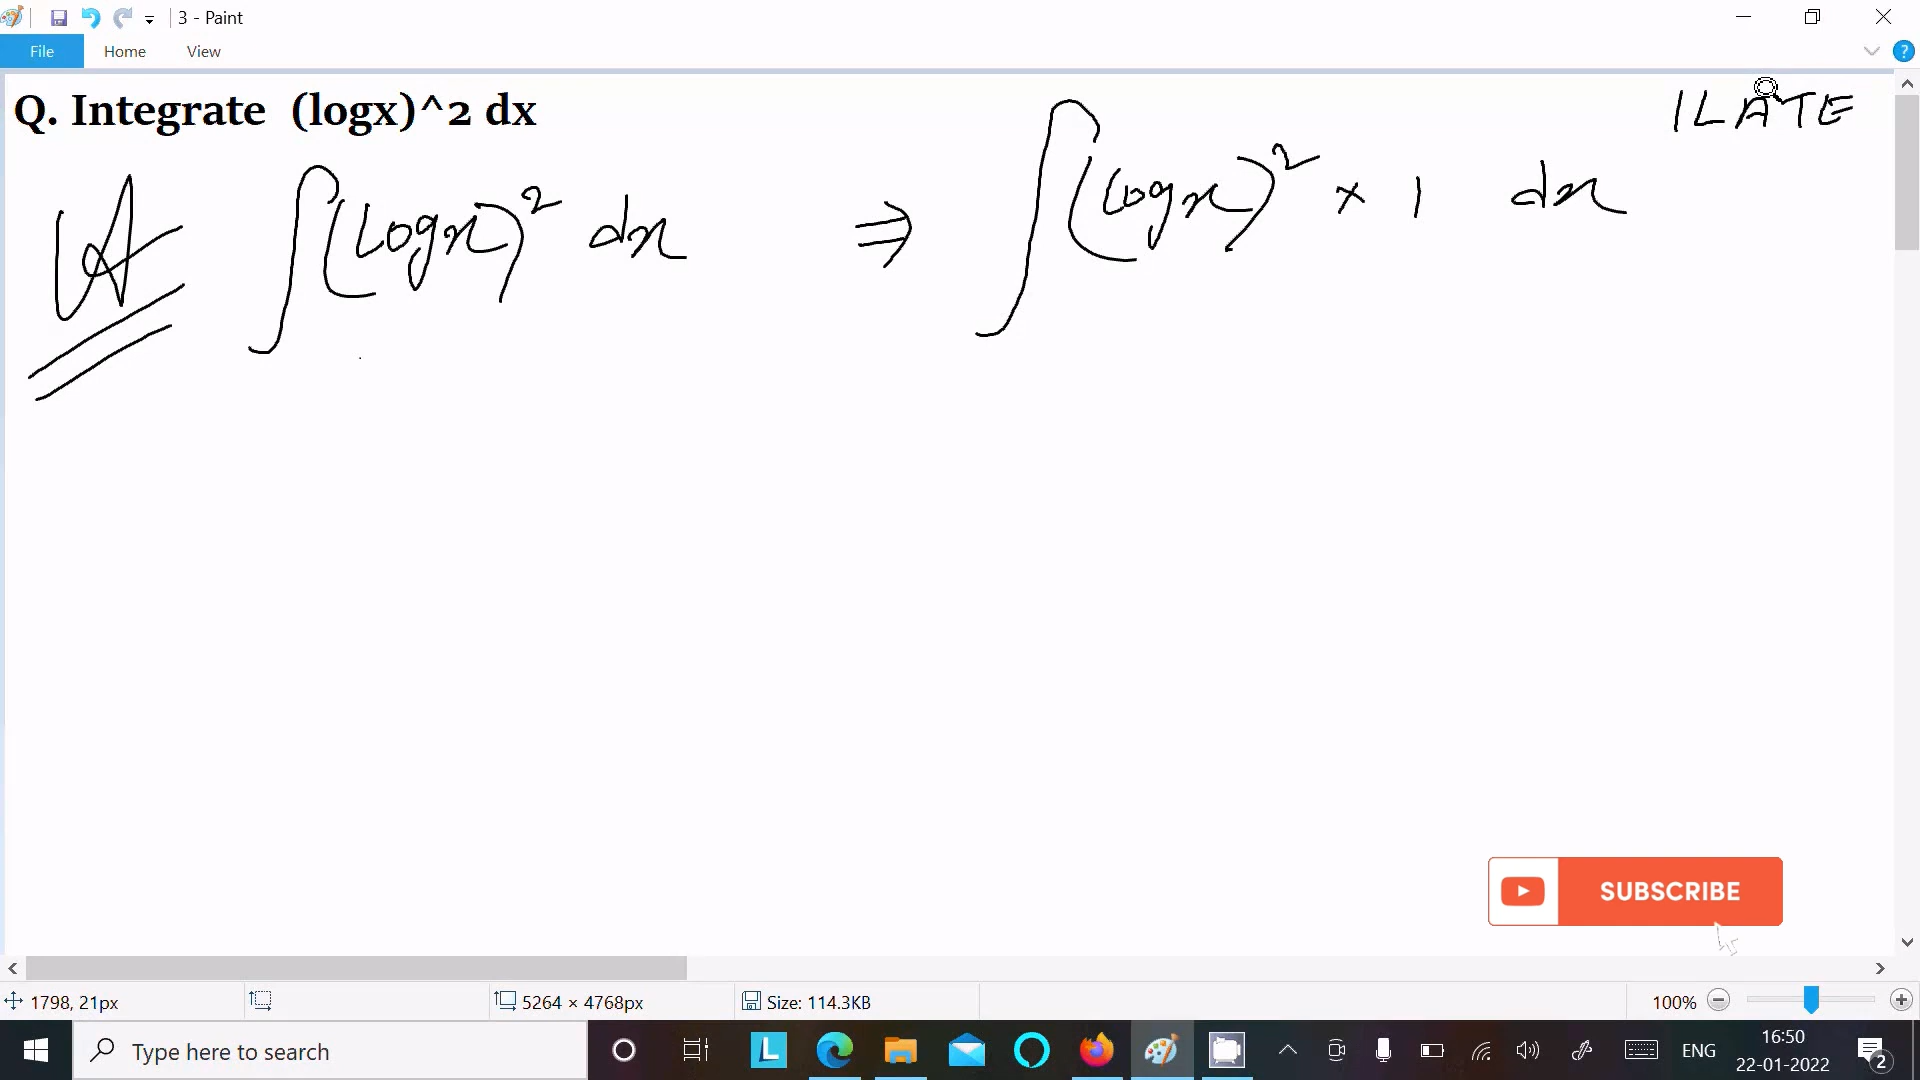 3 - Paint
File Home View
Q. Integrate (logx)^2 dx
ILATE
∫(logx)² dx ⇒ ∫(logx)² × 1 dx
SUBSCRIBE
1798, 21px
5264 × 4768px
Size: 114.3KB
100%
Type here to search
L
ENG
16:50
22-01-2022
2